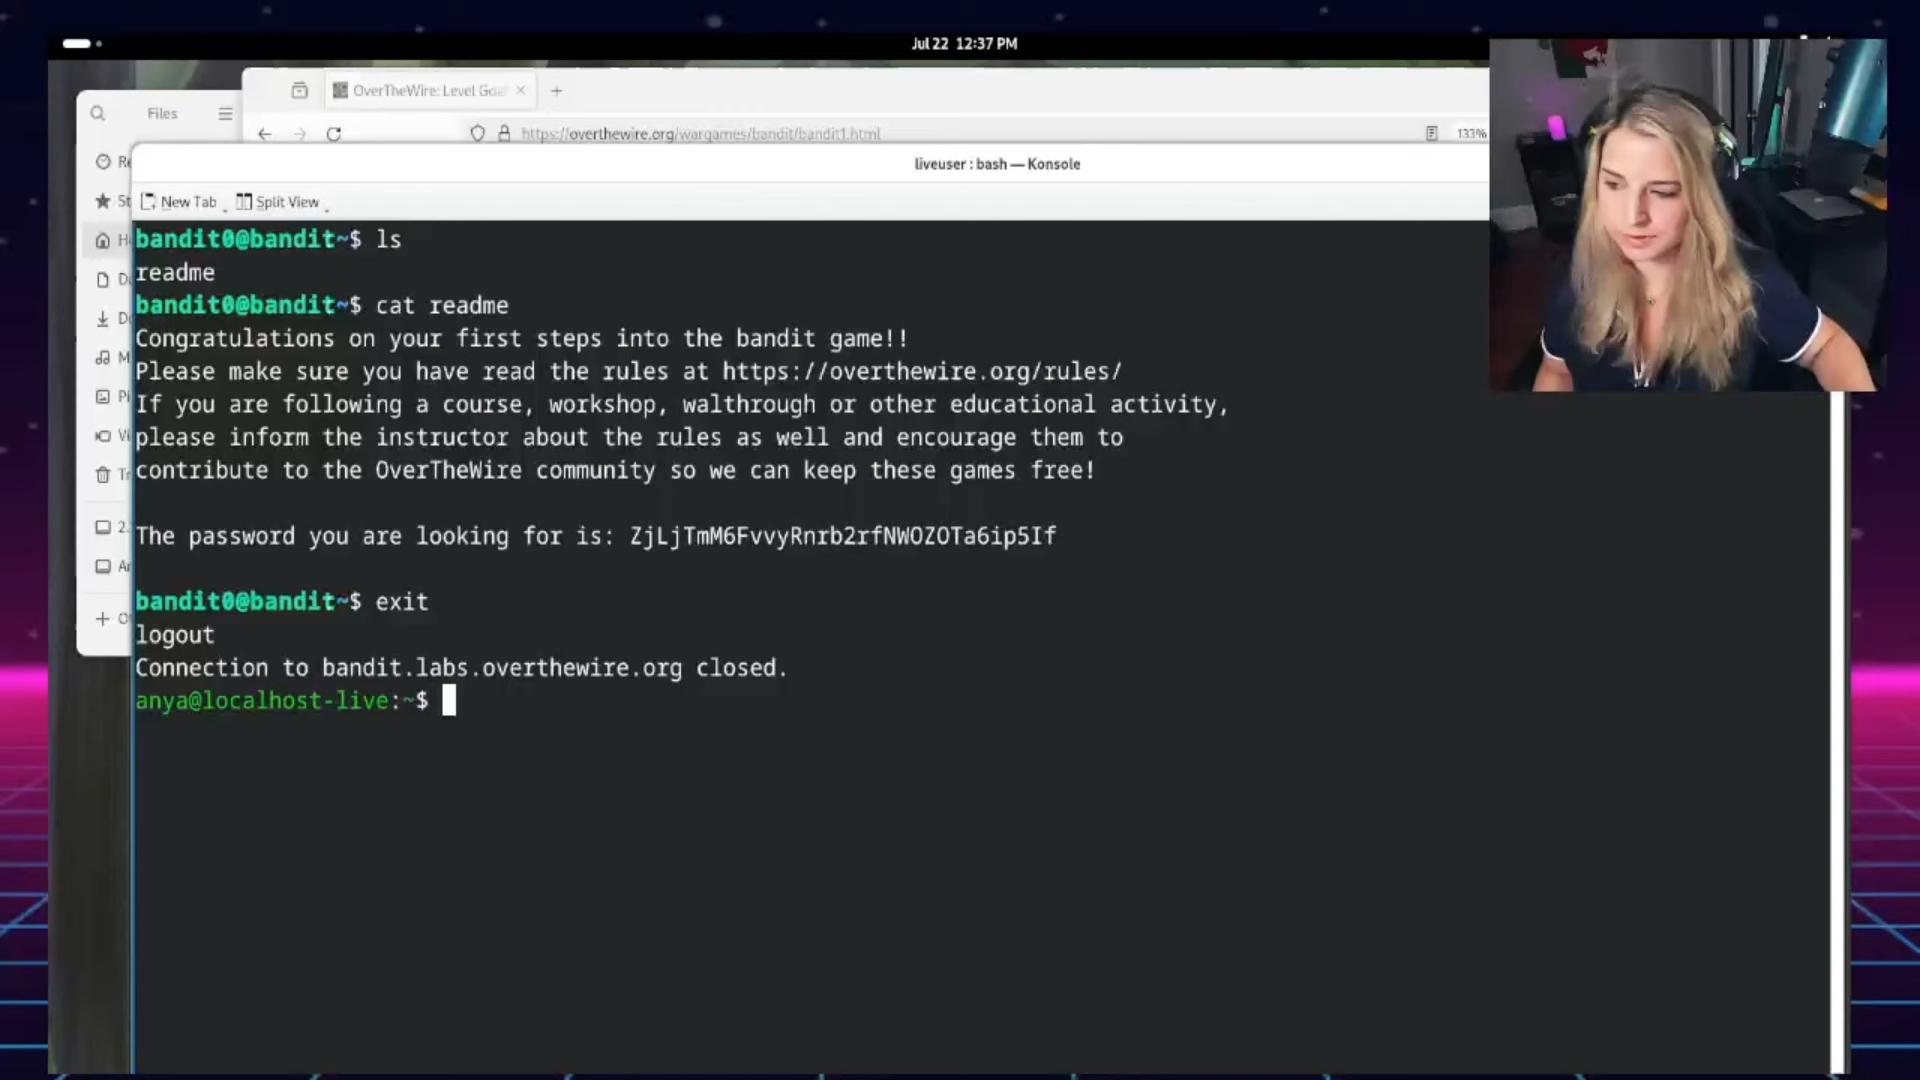 Jul 22 12:37 PM
OverTheWire: Level Goal
Files
https://overthewire.org/wargames/bandit/bandit1.html
133%
liveuser : bash — Konsole
New Tab
Split View
bandit0@bandit~$ ls
readme
bandit0@bandit~$ cat readme
Congratulations on your first steps into the bandit game!!
Please make sure you have read the rules at https://overthewire.org/rules/
If you are following a course, workshop, walthrough or other educational activity,
please inform the instructor about the rules as well and encourage them to
contribute to the OverTheWire community so we can keep these games free!
The password you are looking for is: ZjLjTmM6FvvyRnrb2rfNWOZOTa6ip5If
bandit0@bandit~$ exit
logout
Connection to bandit.labs.overthewire.org closed.
anya@localhost-live:~$